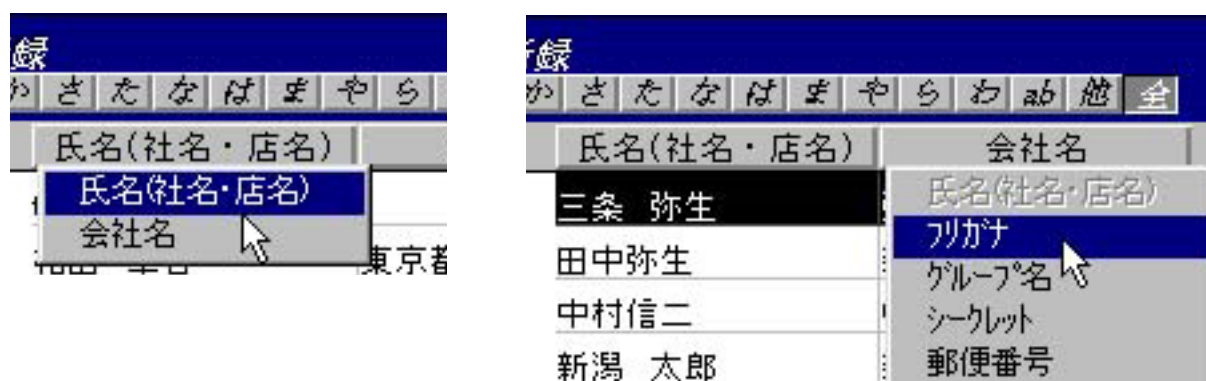 録
か さ た な は ま や ら
氏名(社名・店名)
氏名(社名・店名)
会社名
東京都
録
か さ た な は ま や ら わ ab 他 全
氏名(社名・店名) 会社名
三条 弥生
田中弥生
中村信二
新潟 太郎
氏名(社名・店名)
フリガナ
グループ名
シークレット
郵便番号